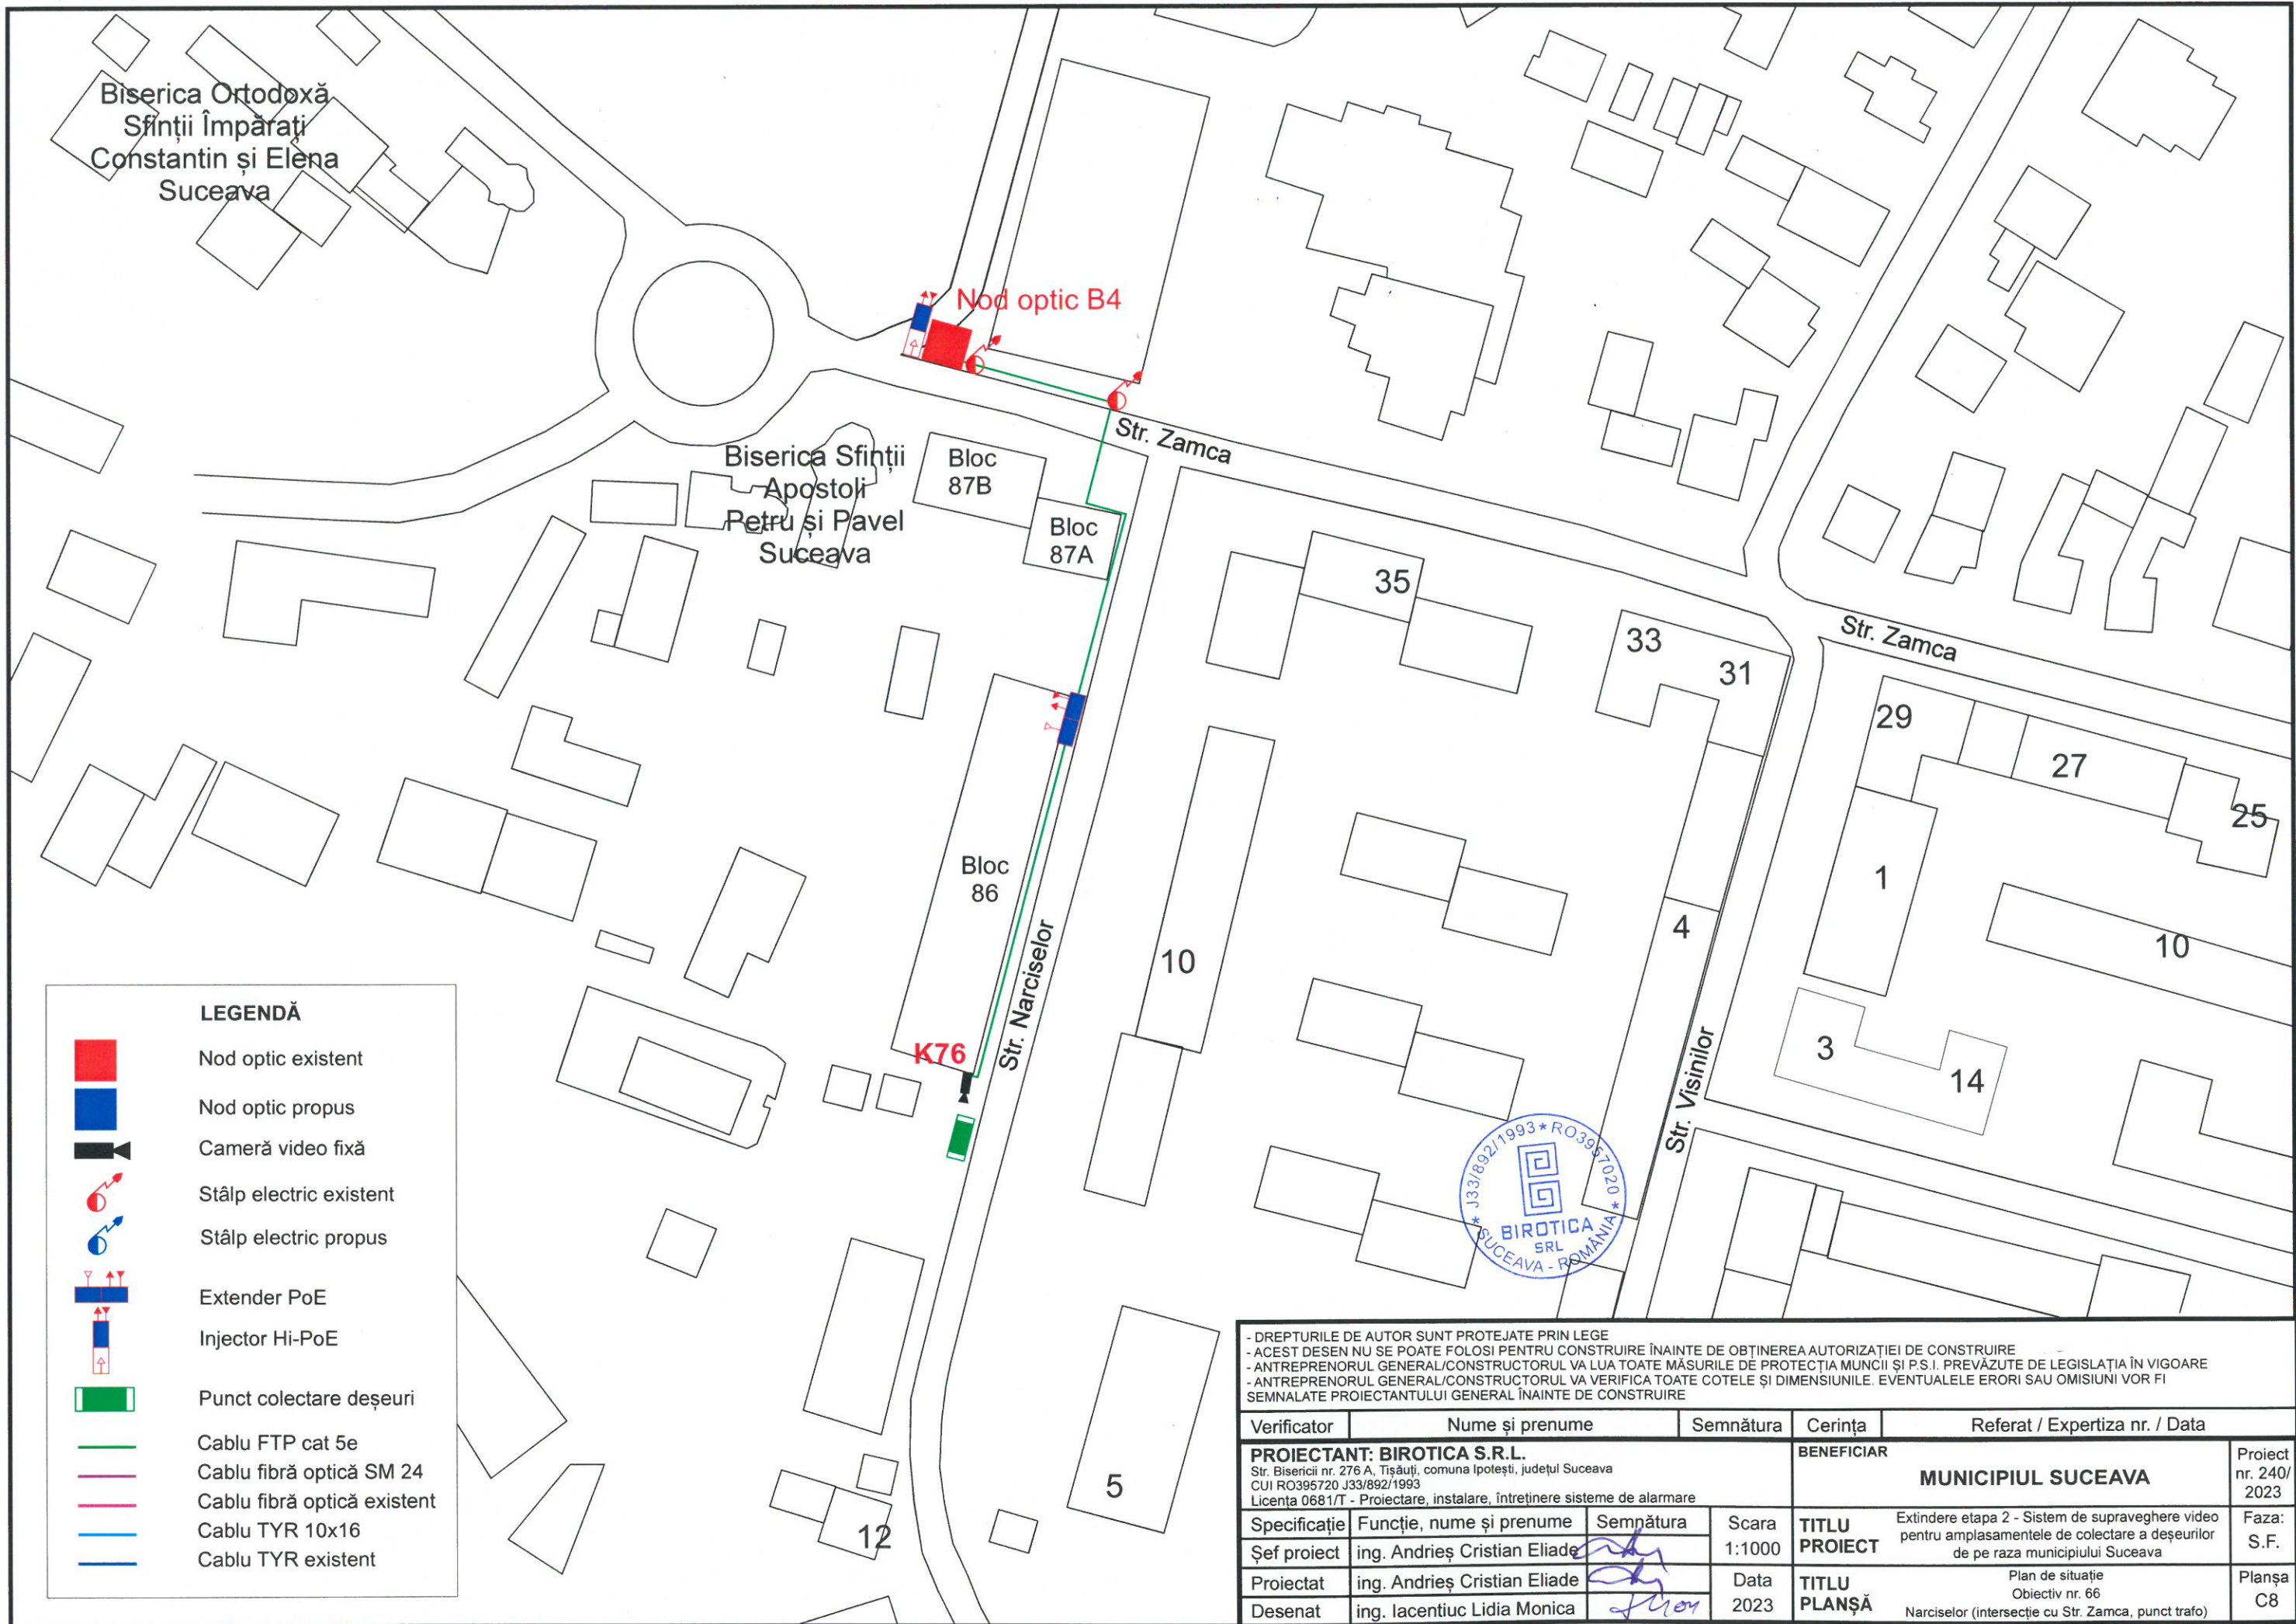 Biserica Ortodoxă
Sfinții Împărați
Constantin și Elena
Suceava
Nod optic B4
Str. Zamca
Biserica Sfinții
Apostoli
Petru și Pavel
Suceava
Bloc
87B
Bloc
87A
35
33
31
Str. Zamca
29
27
25
1
Bloc
86
10
4
10
Str. Narciselor
K76
3
14
Str. Visinilor
5
12
LEGENDĂ
Nod optic existent
Nod optic propus
Cameră video fixă
Stâlp electric existent
Stâlp electric propus
Extender PoE
Injector Hi-PoE
Punct colectare deșeuri
Cablu FTP cat 5e
Cablu fibră optică SM 24
Cablu fibră optică existent
Cablu TYR 10x16
Cablu TYR existent
* J33/892/1993 * RO3957020 *
BIROTICA
SRL
SUCEAVA - ROMÂNIA
- DREPTURILE DE AUTOR SUNT PROTEJATE PRIN LEGE
- ACEST DESEN NU SE POATE FOLOSI PENTRU CONSTRUIRE ÎNAINTE DE OBȚINEREA AUTORIZAȚIEI DE CONSTRUIRE
- ANTREPRENORUL GENERAL/CONSTRUCTORUL VA LUA TOATE MĂSURILE DE PROTECȚIA MUNCII ȘI P.S.I. PREVĂZUTE DE LEGISLAȚIA ÎN VIGOARE
- ANTREPRENORUL GENERAL/CONSTRUCTORUL VA VERIFICA TOATE COTELE ȘI DIMENSIUNILE. EVENTUALELE ERORI SAU OMISIUNI VOR FI
SEMNALATE PROIECTANTULUI GENERAL ÎNAINTE DE CONSTRUIRE
Verificator Nume și prenume Semnătura Cerința Referat / Expertiza nr. / Data
PROIECTANT: BIROTICA S.R.L.
Str. Bisericii nr. 276 A, Tișăuți, comuna Ipotești, județul Suceava
CUI RO395720 J33/892/1993
Licența 0681/T - Proiectare, instalare, întreținere sisteme de alarmare
BENEFICIAR
MUNICIPIUL SUCEAVA
Proiect
nr. 240/
2023
Specificație Funcție, nume și prenume Semnătura
Șef proiect ing. Andrieș Cristian Eliade
Proiectat ing. Andrieș Cristian Eliade
Desenat ing. Iacentiuc Lidia Monica
Scara
1:1000
Data
2023
TITLU
PROIECT
Extindere etapa 2 - Sistem de supraveghere video
pentru amplasamentele de colectare a deșeurilor
de pe raza municipiului Suceava
Faza:
S.F.
TITLU
PLANȘĂ
Plan de situație
Obiectiv nr. 66
Narciselor (intersecție cu Str. Zamca, punct trafo)
Planșa
C8